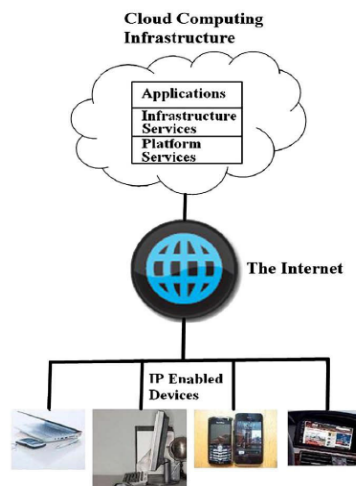 Cloud Computing
Infrastructure
Applications
Infrastructure
Services
Platform
Services
The Internet
IP Enabled
Devices